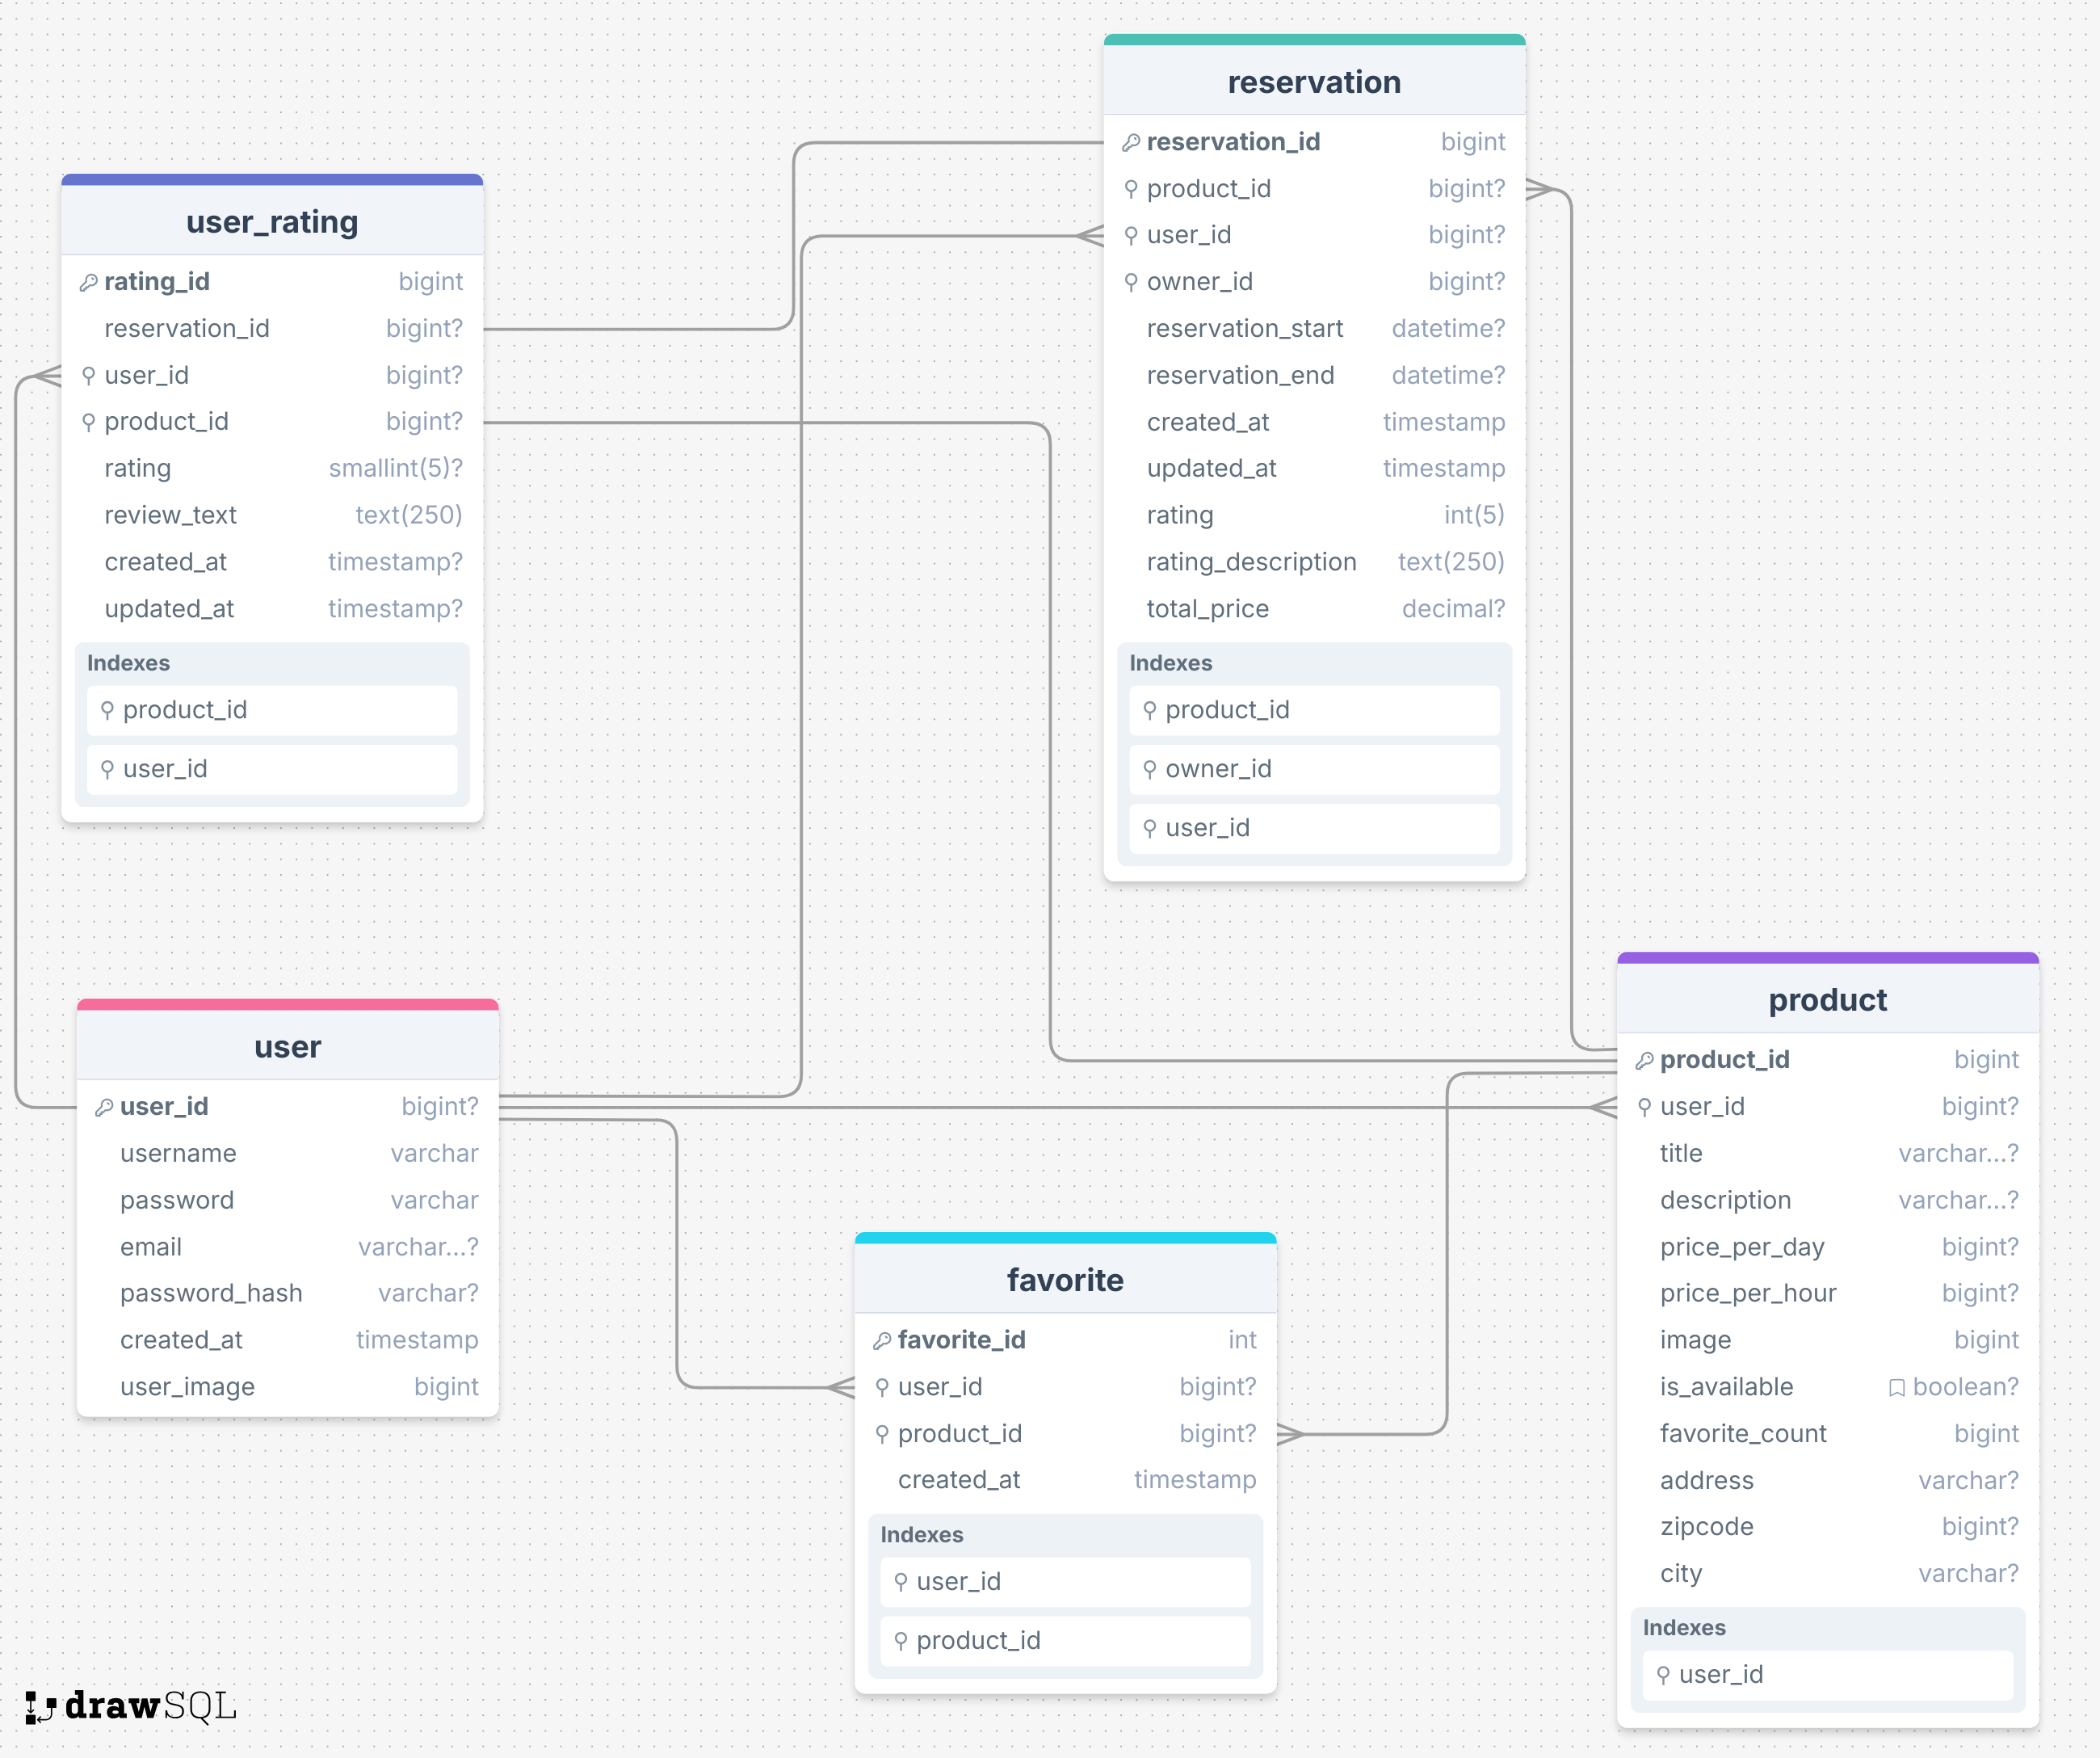 reservation
reservation_id bigint
product_id bigint?
user_id bigint?
owner_id bigint?
reservation_start datetime?
reservation_end datetime?
created_at timestamp
updated_at timestamp
rating int(5)
rating_description text(250)
total_price decimal?
Indexes
product_id
owner_id
user_id
user_rating
rating_id bigint
reservation_id bigint?
user_id bigint?
product_id bigint?
rating smallint(5)?
review_text text(250)
created_at timestamp?
updated_at timestamp?
Indexes
product_id
user_id
product
product_id bigint
user_id bigint?
title varchar...?
description varchar...?
price_per_day bigint?
price_per_hour bigint?
image bigint
is_available boolean?
favorite_count bigint
address varchar?
zipcode bigint?
city varchar?
Indexes
user_id
user
user_id bigint?
username varchar
password varchar
email varchar...?
password_hash varchar?
created_at timestamp
user_image bigint
favorite
favorite_id int
user_id bigint?
product_id bigint?
created_at timestamp
Indexes
user_id
product_id
drawSQL